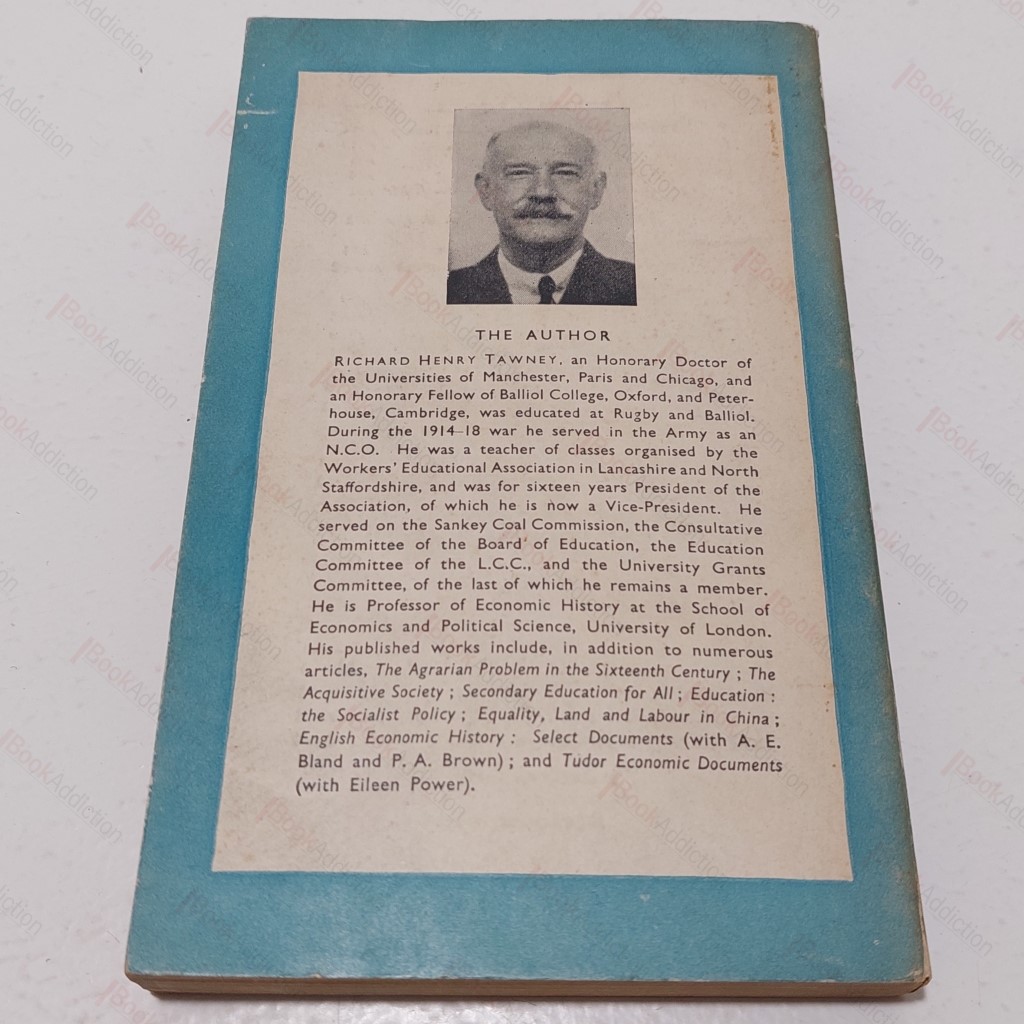 THE AUTHOR
RICHARD HENRY TAWNEY, an Honorary Doctor of
the Universities of Manchester, Paris and Chicago, and
an Honorary Fellow of Balliol College, Oxford, and Peter-
house, Cambridge, was educated at Rugby and Balliol.
During the 1914-18 war he served in the Army as an
N.C.O. He was a teacher of classes organised by the
Workers' Educational Association in Lancashire and North
Staffordshire, and was for sixteen years President of the
Association, of which he is now a Vice-President. He
served on the Sankey Coal Commission, the Consultative
Committee of the Board of Education, the Education
Committee of the L.C.C., and the University Grants
Committee, of the last of which he remains a member.
He is Professor of Economic History at the School of
Economics and Political Science, University of London.
His published works include, in addition to numerous
articles, The Agrarian Problem in the Sixteenth Century ; The
Acquisitive Society ; Secondary Education for All ; Education :
the Socialist Policy ; Equality, Land and Labour in China ;
English Economic History : Select Documents (with A. E.
Bland and P. A. Brown) ; and Tudor Economic Documents
(with Eileen Power).
BookAddiction